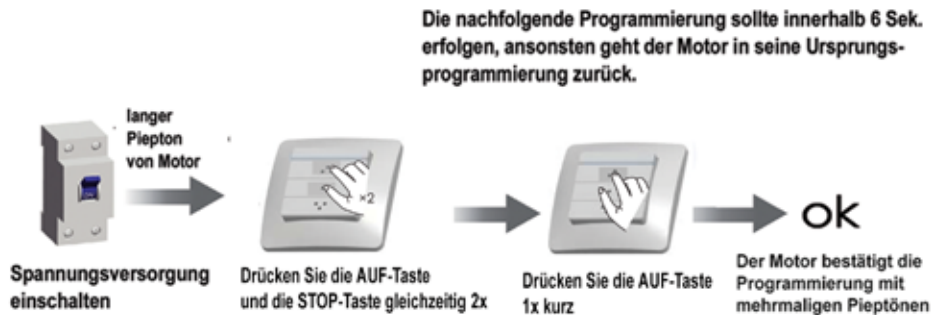 Die nachfolgende Programmierung sollte innerhalb 6 Sek.
erfolgen, ansonsten geht der Motor in seine Ursprungs-
programmierung zurück.
langer
Piepton
von Motor
×2
ok
Spannungsversorgung
einschalten
Drücken Sie die AUF-Taste
und die STOP-Taste gleichzeitig 2x
Drücken Sie die AUF-Taste
1x kurz
Der Motor bestätigt die
Programmierung mit
mehrmaligen Pieptönen